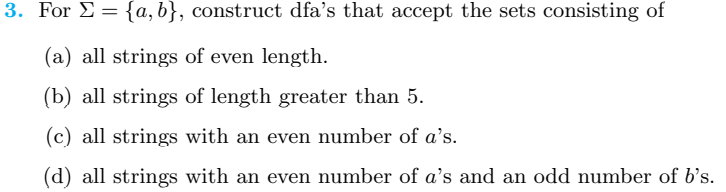 3. For Σ = {a, b}, construct dfa's that accept the sets consisting of
(a) all strings of even length.
(b) all strings of length greater than 5.
(c) all strings with an even number of a's.
(d) all strings with an even number of a's and an odd number of b's.